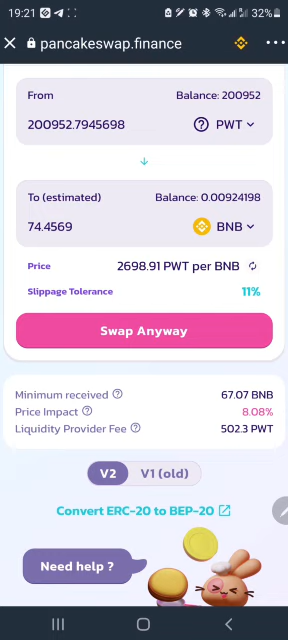 19:21 32%
pancakeswap.finance
From Balance: 200952
200952.7945698 PWT
To (estimated) Balance: 0.00924198
74.4569 BNB
Price 2698.91 PWT per BNB
Slippage Tolerance 11%
Swap Anyway
Minimum received 67.07 BNB
Price Impact 8.08%
Liquidity Provider Fee 502.3 PWT
V2 V1 (old)
Convert ERC-20 to BEP-20
Need help ?